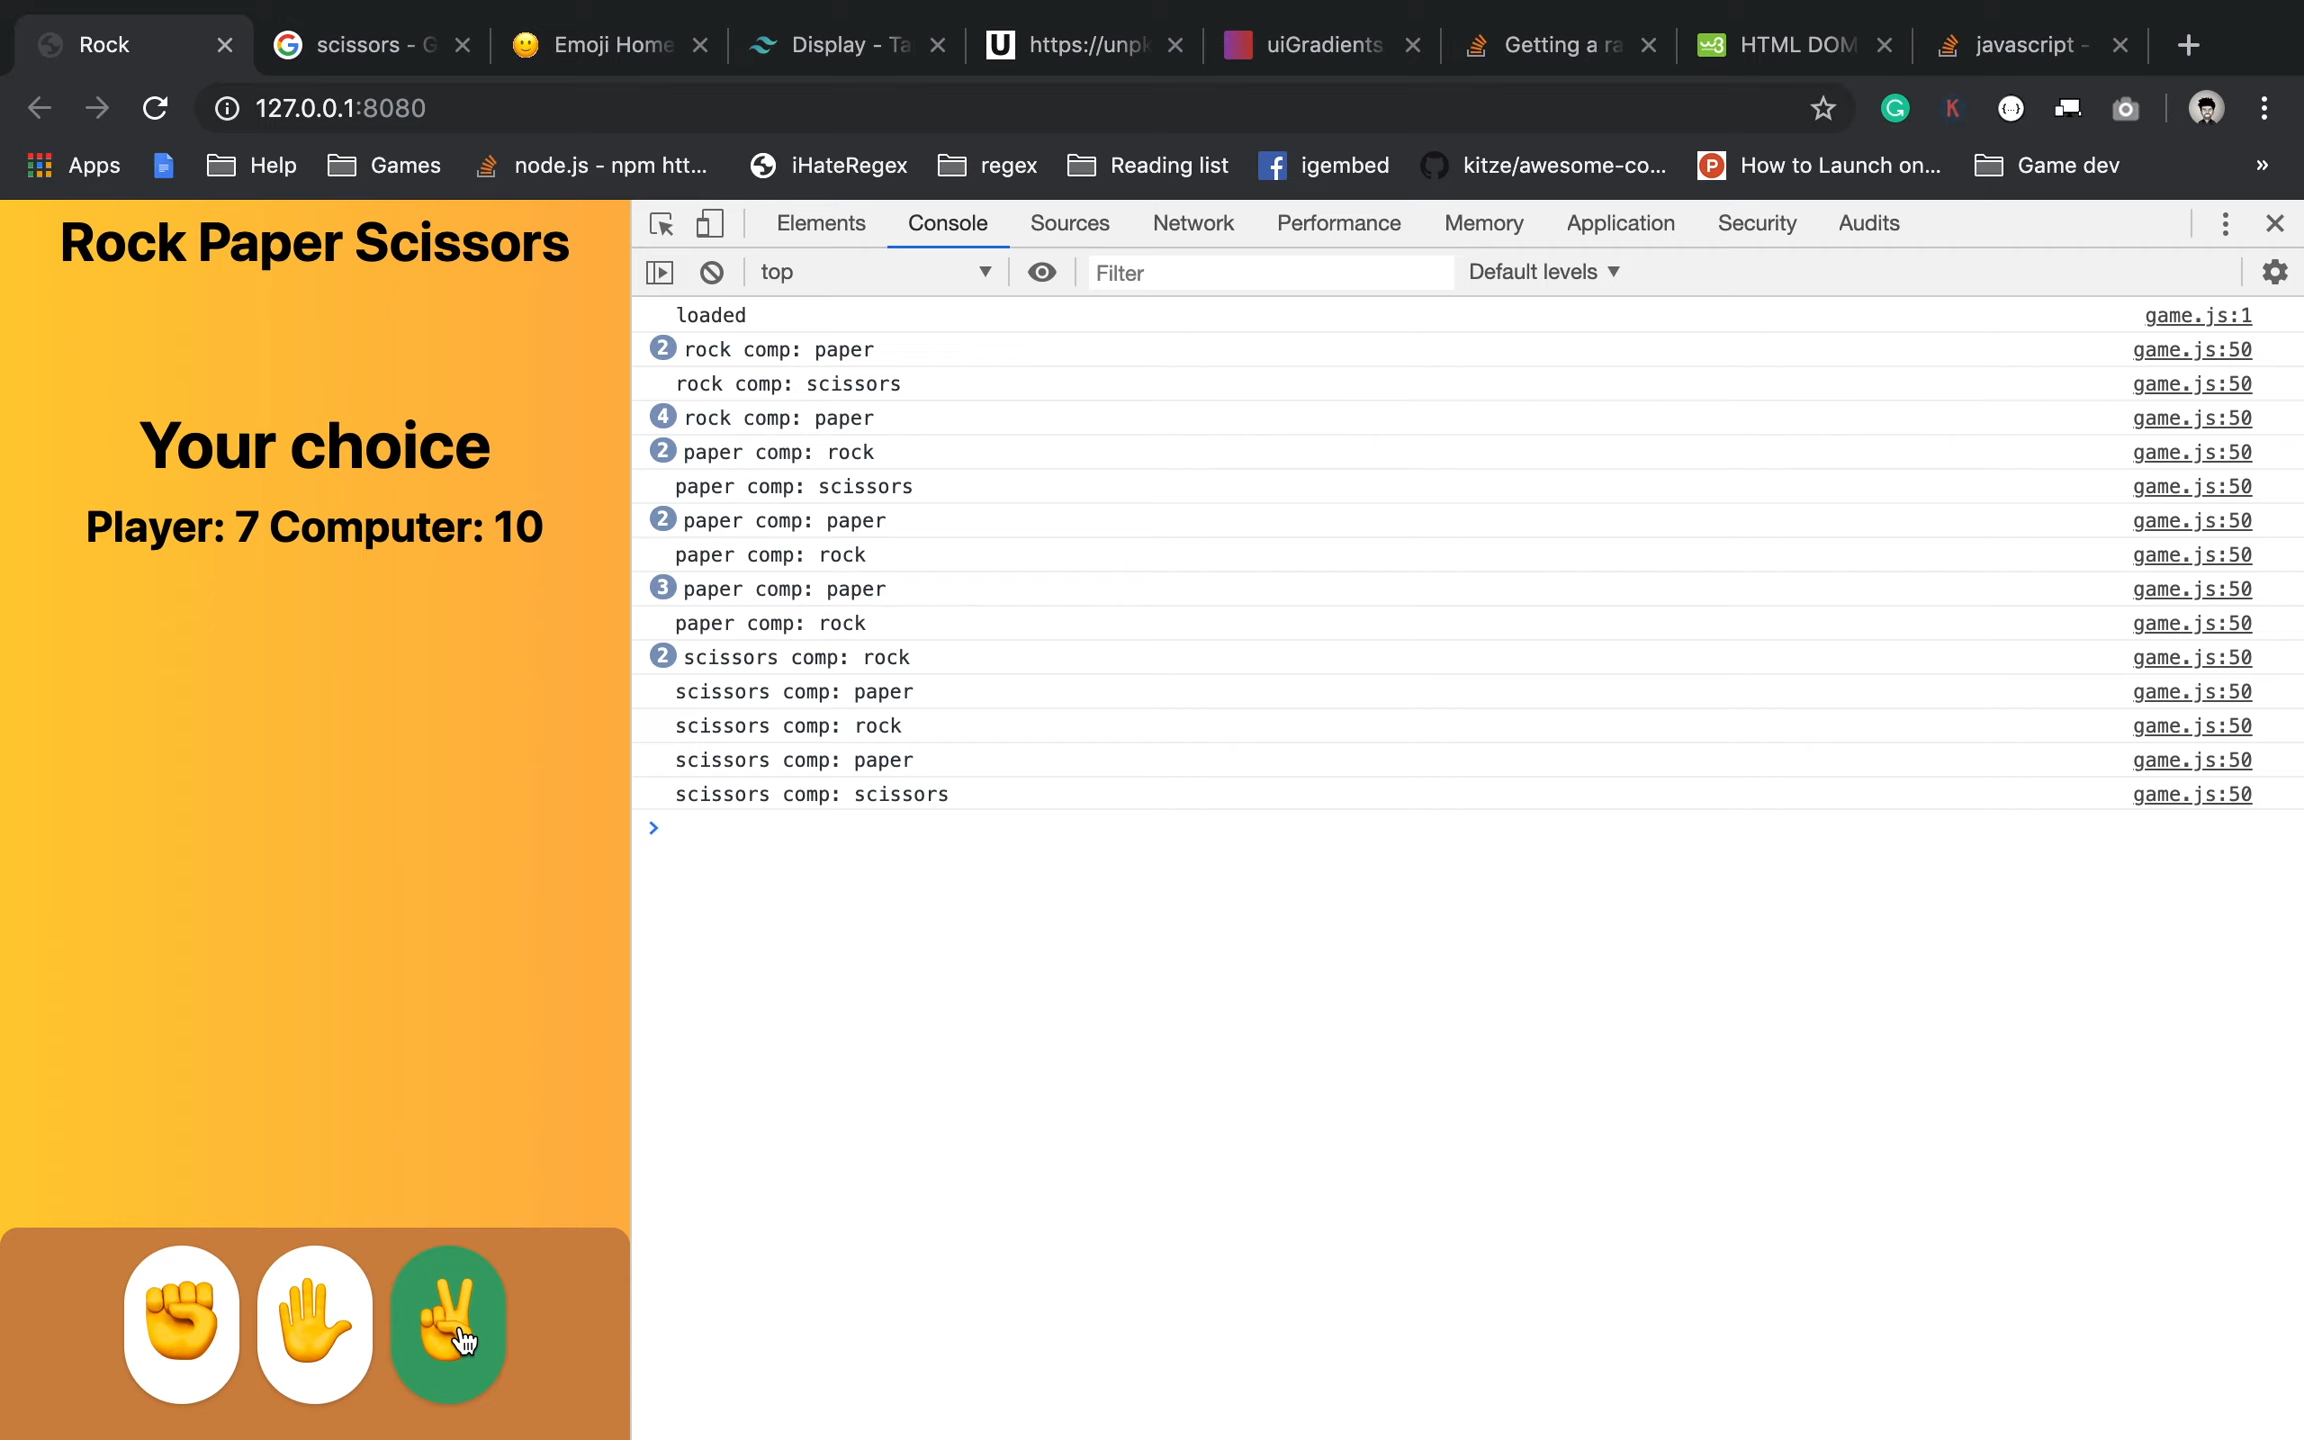 Rock
scissors - G
Emoji Home
Display - Ta
https://unpk
uiGradients
Getting a ra
HTML DOM
javascript -
127.0.0.1:8080
Apps
Help
Games
node.js - npm htt...
iHateRegex
regex
Reading list
igembed
kitze/awesome-co...
How to Launch on...
Game dev
»
Rock Paper Scissors
Your choice
Player: 7 Computer: 10
Elements Console Sources Network Performance Memory Application Security Audits
top Filter Default levels
loaded game.js:1
2 rock comp: paper game.js:50
rock comp: scissors game.js:50
4 rock comp: paper game.js:50
2 paper comp: rock game.js:50
paper comp: scissors game.js:50
2 paper comp: paper game.js:50
paper comp: rock game.js:50
3 paper comp: paper game.js:50
paper comp: rock game.js:50
2 scissors comp: rock game.js:50
scissors comp: paper game.js:50
scissors comp: rock game.js:50
scissors comp: paper game.js:50
scissors comp: scissors game.js:50